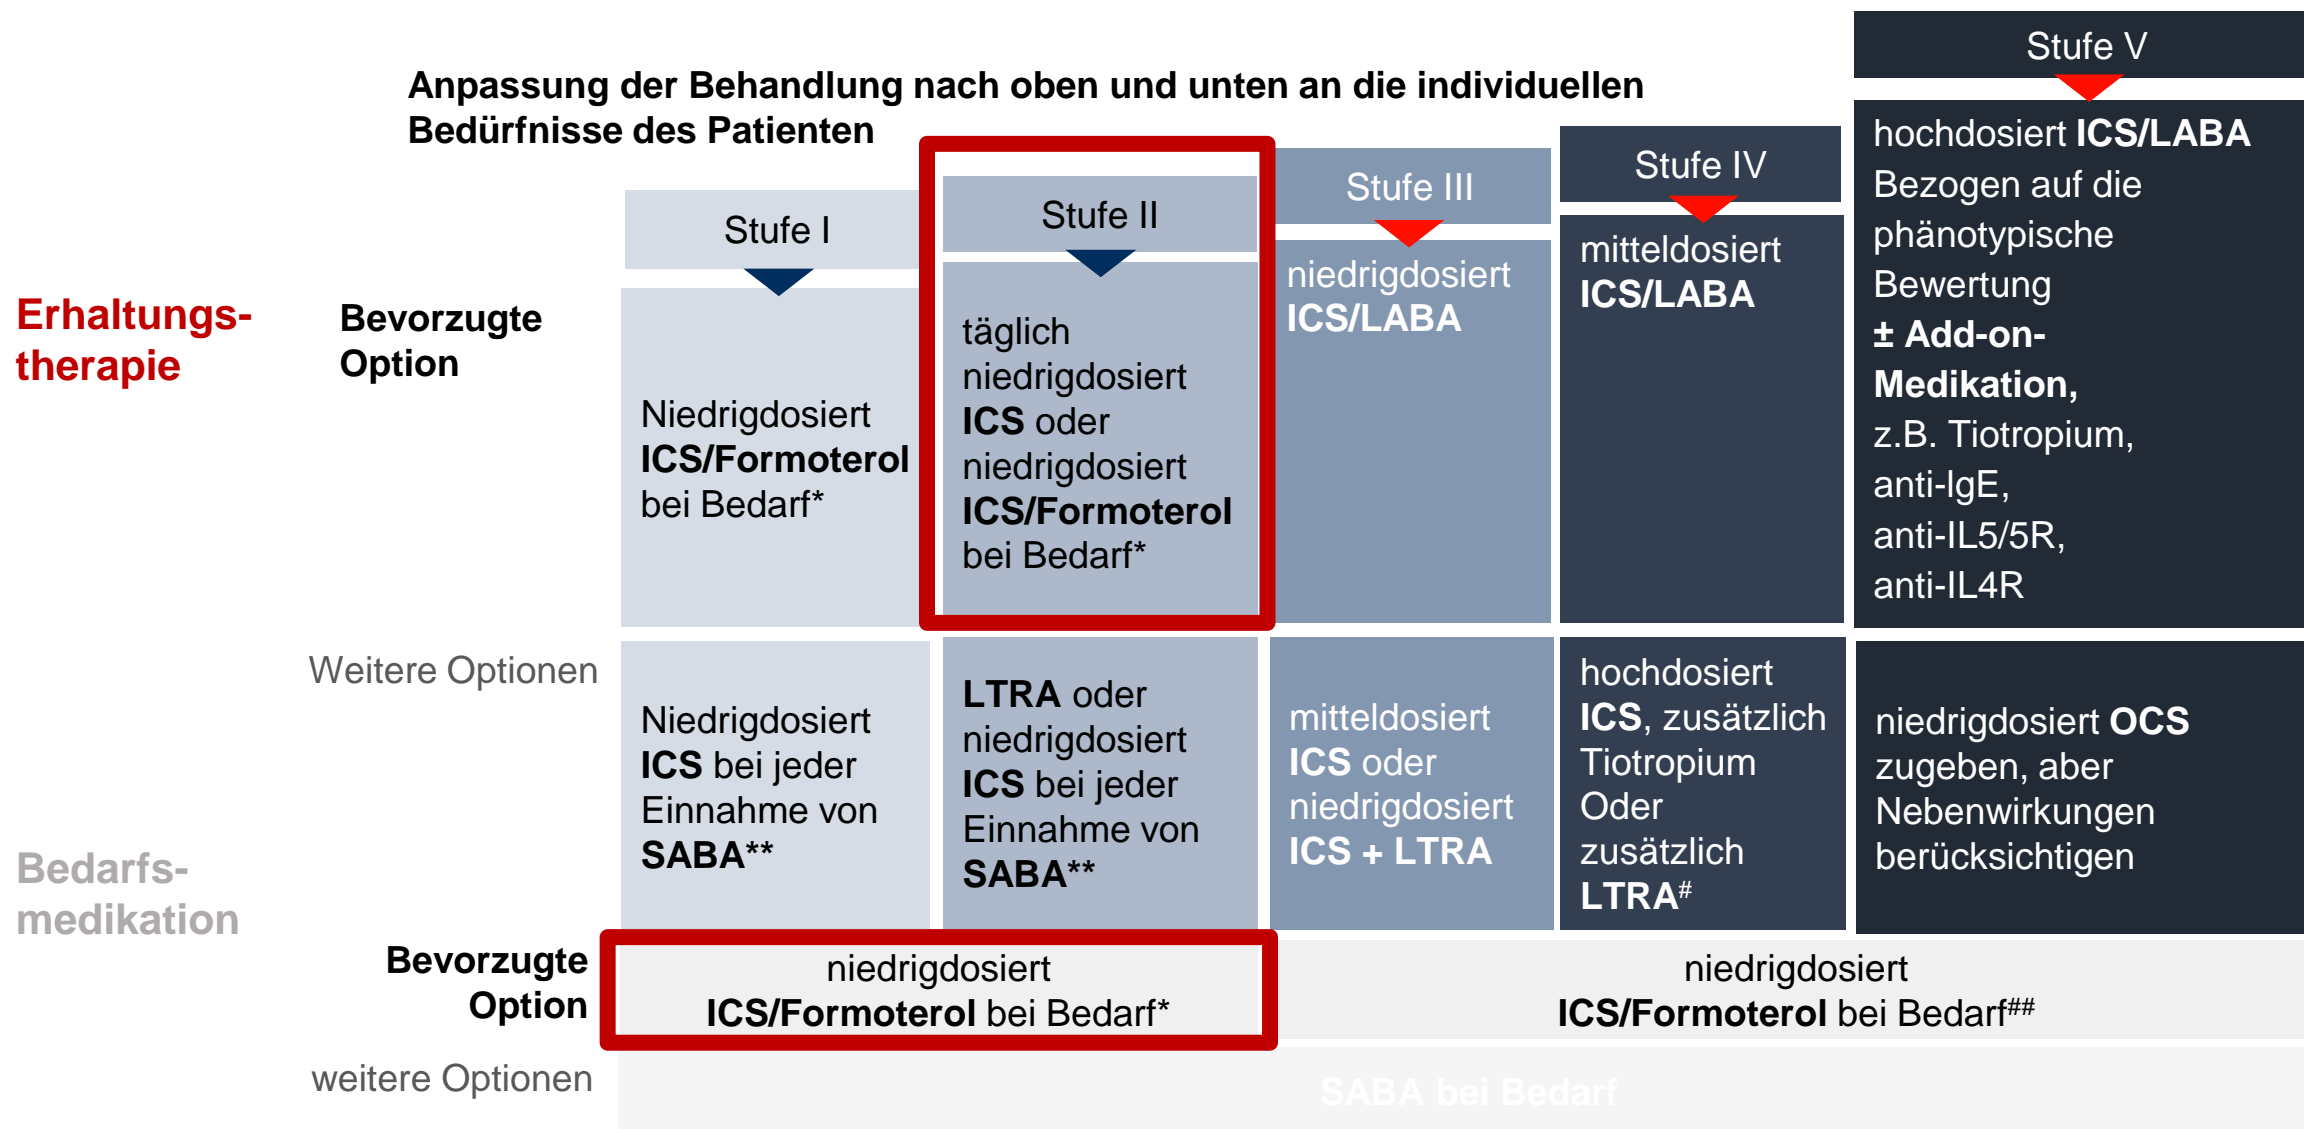 Anpassung der Behandlung nach oben und unten an die individuellen
Bedürfnisse des Patienten
Erhaltungs-
therapie
Bevorzugte
Option
Stufe I
Niedrigdosiert
ICS/Formoterol
bei Bedarf*
Stufe II
täglich
niedrigdosiert
ICS oder
niedrigdosiert
ICS/Formoterol
bei Bedarf*
Stufe III
niedrigdosiert
ICS/LABA
Stufe IV
mitteldosiert
ICS/LABA
Stufe V
hochdosiert ICS/LABA
Bezogen auf die
phänotypische
Bewertung
± Add-on-
Medikation,
z.B. Tiotropium,
anti-IgE,
anti-IL5/5R,
anti-IL4R
Weitere Optionen
Niedrigdosiert
ICS bei jeder
Einnahme von
SABA**
LTRA oder
niedrigdosiert
ICS bei jeder
Einnahme von
SABA**
mitteldosiert
ICS oder
niedrigdosiert
ICS + LTRA
hochdosiert
ICS, zusätzlich
Tiotropium
Oder
zusätzlich
LTRA#
niedrigdosiert OCS
zugeben, aber
Nebenwirkungen
berücksichtigen
Bedarfs-
medikation
Bevorzugte
Option
niedrigdosiert
ICS/Formoterol bei Bedarf*
niedrigdosiert
ICS/Formoterol bei Bedarf##
weitere Optionen
SABA bei Bedarf